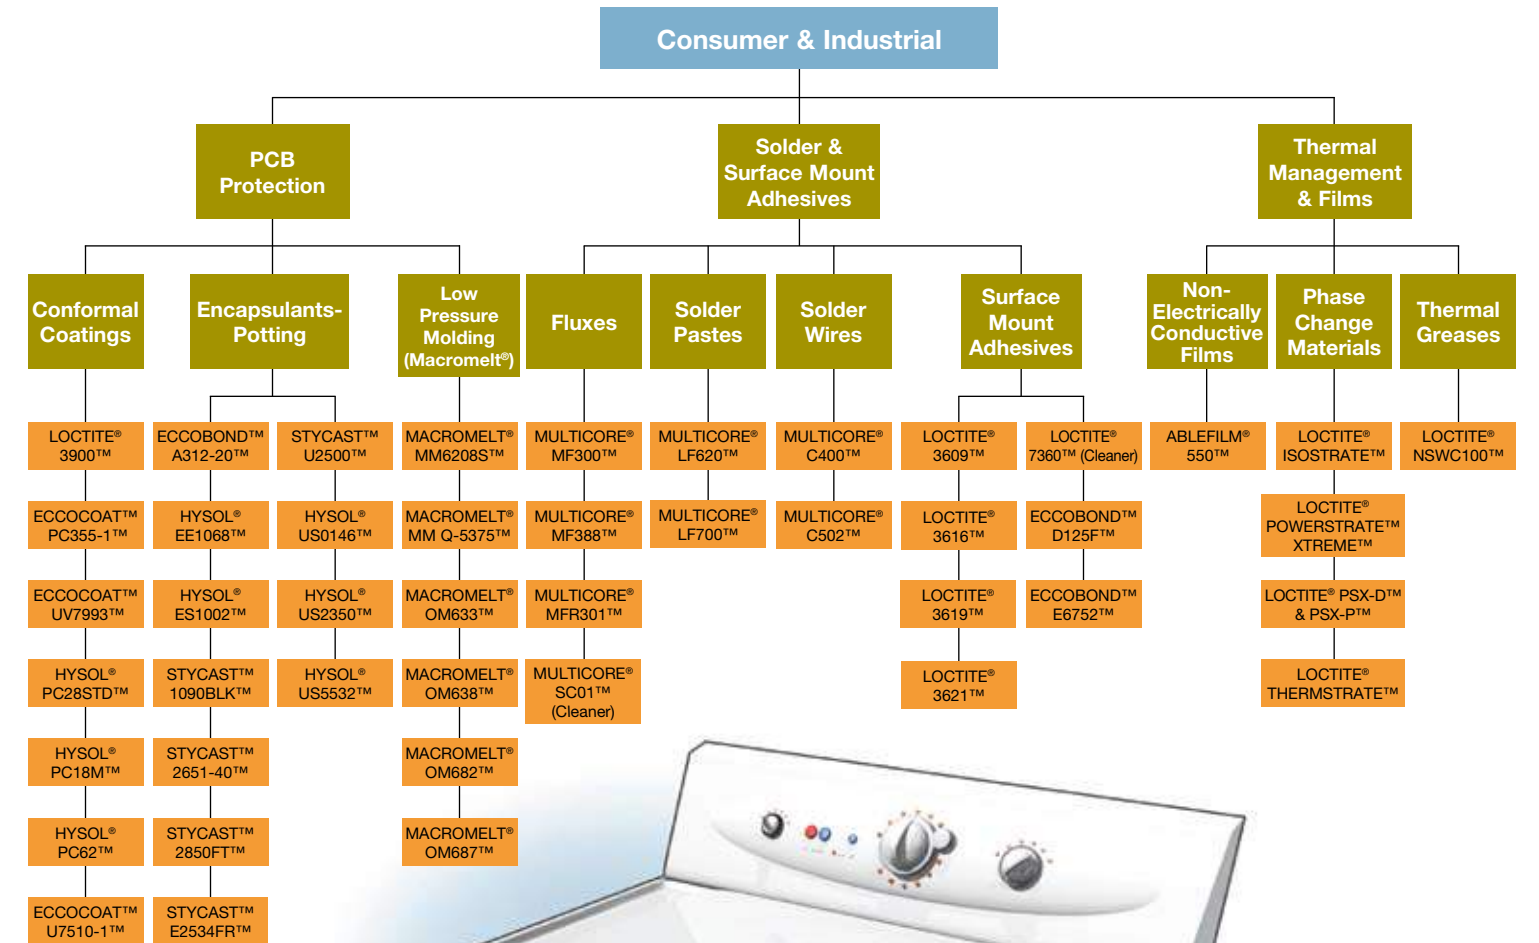 Consumer & Industrial
PCB
Protection
Solder &
Surface Mount
Adhesives
Thermal
Management
& Films
Conformal
Coatings
Encapsulants-
Potting
Low
Pressure
Molding
(Macromelt®)
Fluxes
Solder
Pastes
Solder
Wires
Surface
Mount
Adhesives
Non-
Electrically
Conductive
Films
Phase
Change
Materials
Thermal
Greases
LOCTITE®
3900™
ECCOCOAT™
PC355-1™
ECCOCOAT™
UV7993™
HYSOL®
PC28STD™
HYSOL®
PC18M™
HYSOL®
PC62™
ECCOCOAT™
U7510-1™
ECCOBOND™
A312-20™
HYSOL®
EE1068™
HYSOL®
ES1002™
STYCAST™
1090BLK™
STYCAST™
2651-40™
STYCAST™
2850FT™
STYCAST™
E2534FR™
STYCAST™
U2500™
HYSOL®
US0146™
HYSOL®
US2350™
HYSOL®
US5532™
MACROMELT®
MM6208S™
MACROMELT®
MM Q-5375™
MACROMELT®
OM633™
MACROMELT®
OM638™
MACROMELT®
OM682™
MACROMELT®
OM687™
MULTICORE®
MF300™
MULTICORE®
MF388™
MULTICORE®
MFR301™
MULTICORE®
SC01™
(Cleaner)
MULTICORE®
LF620™
MULTICORE®
LF700™
MULTICORE®
C400™
MULTICORE®
C502™
LOCTITE®
3609™
LOCTITE®
3616™
LOCTITE®
3619™
LOCTITE®
3621™
LOCTITE®
7360™ (Cleaner)
ECCOBOND™
D125F™
ECCOBOND™
E6752™
ABLEFILM®
550™
LOCTITE®
ISOSTRATE™
LOCTITE®
POWERSTRATE™
XTREME™
LOCTITE® PSX-D™
& PSX-P™
LOCTITE®
THERMSTRATE™
LOCTITE®
NSWC100™